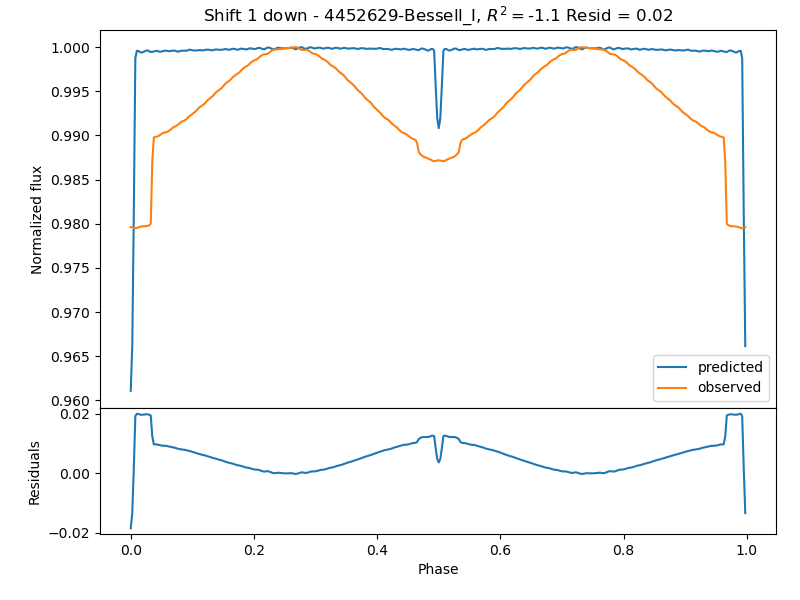 Shift 1 down - 4452629-Bessell_I, $R^2 = $-1.1 Resid = 0.02
Normalized flux
1.000
0.995
0.990
0.985
0.980
0.975
0.970
0.965
0.960
predicted
observed
Residuals
0.02
0.00
−0.02
0.0 0.2 0.4 0.6 0.8 1.0
Phase